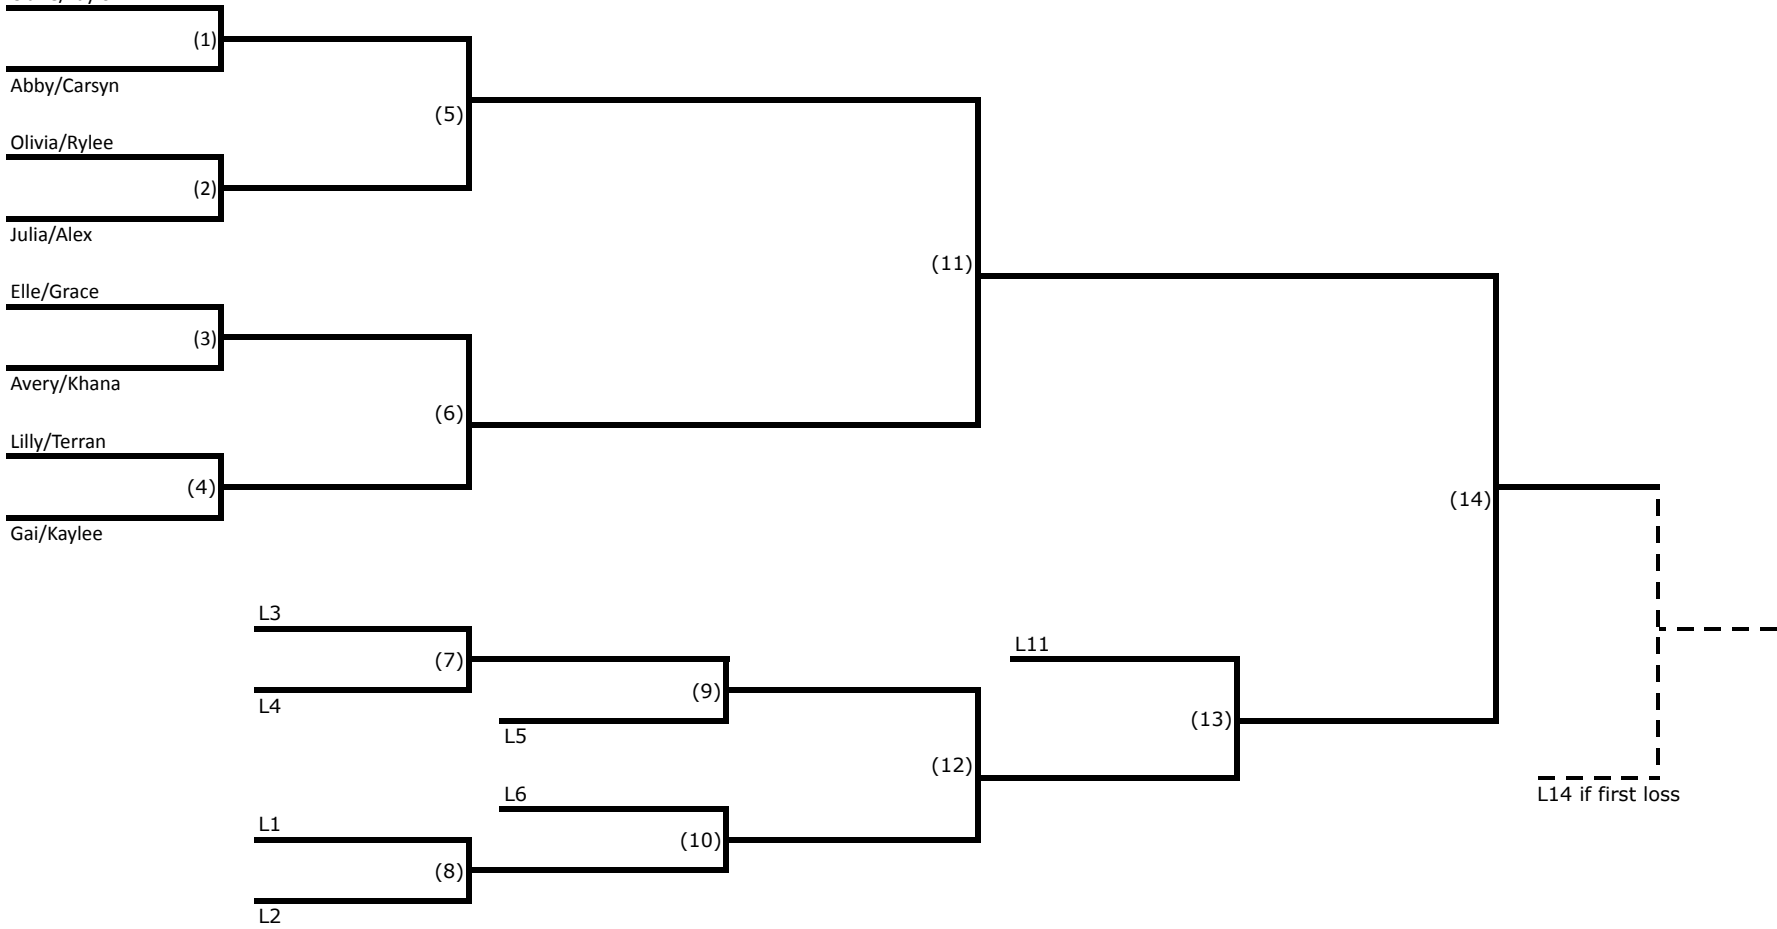 (1)
Abby/Carsyn
(5)
Olivia/Rylee
(2)
Julia/Alex
(11)
Elle/Grace
(3)
Avery/Khana
(6)
Lilly/Terran
(4)
(14)
Gai/Kaylee
L3
(7)
L11
L4
(9)
L5
(13)
(12)
L6
L14 if first loss
L1
(10)
(8)
L2